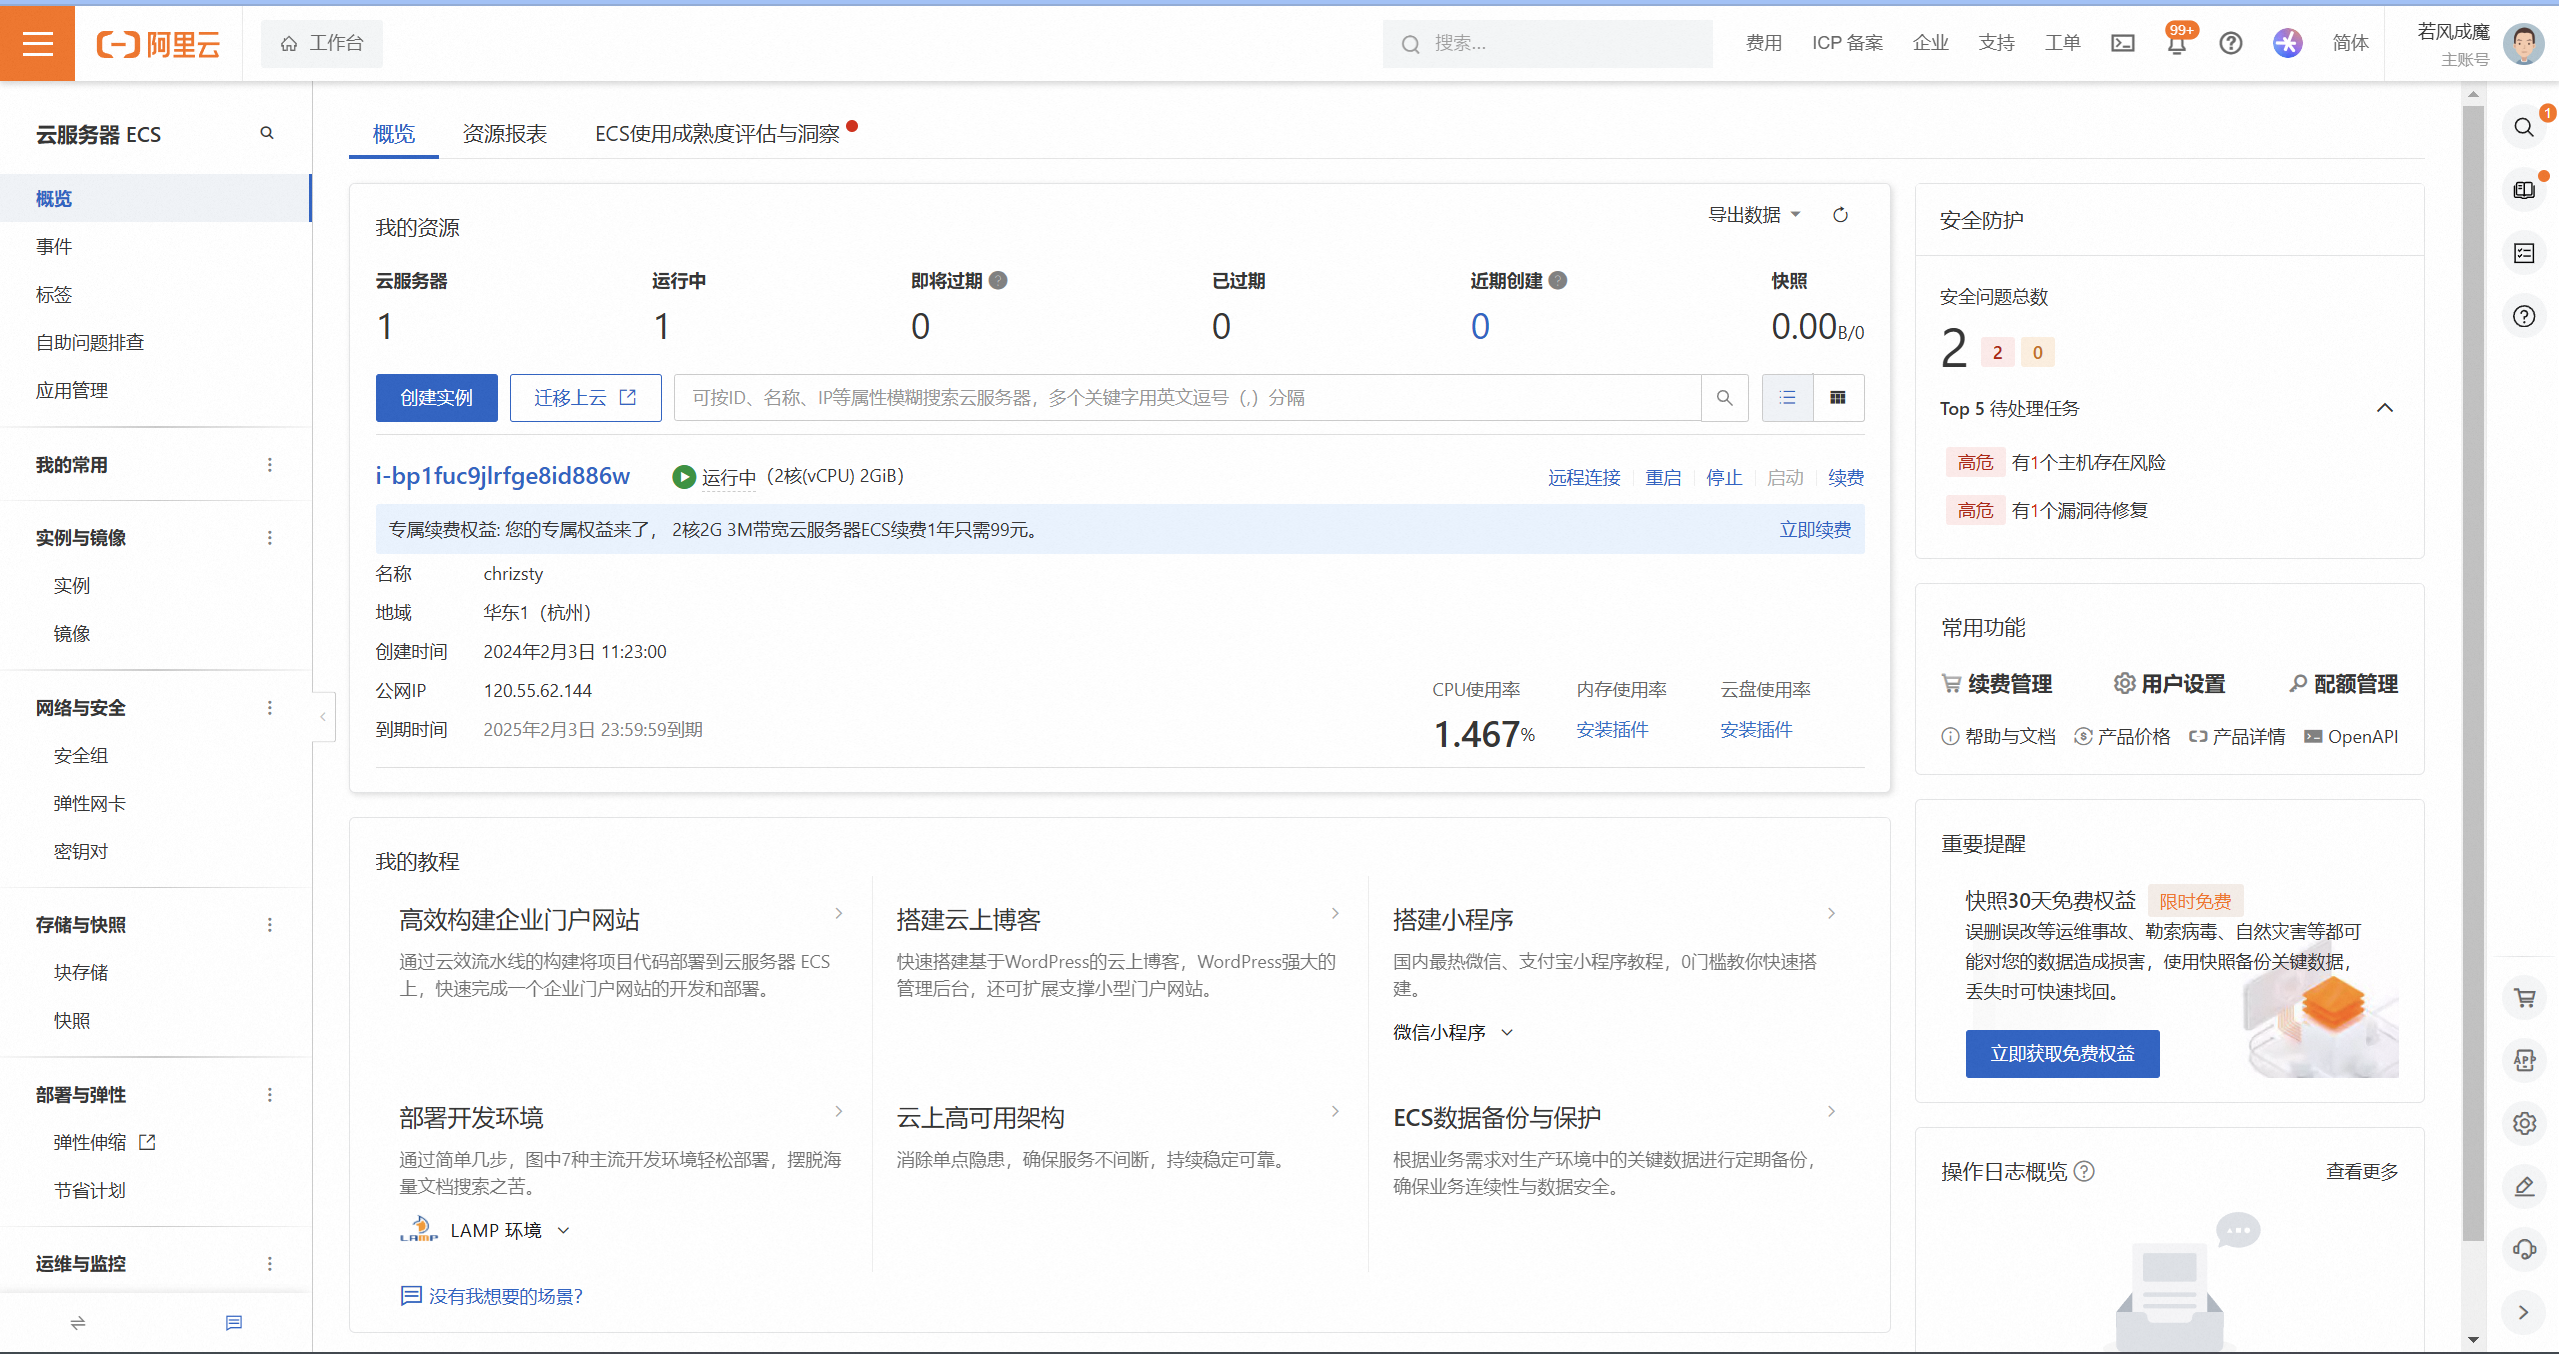 阿里云
工作台
搜索...
费用
ICP 备案
企业
支持
工单
99+
简体
若风成魔
主账号
云服务器 ECS
概览
事件
标签
自助问题排查
应用管理
我的常用
实例与镜像
实例
镜像
网络与安全
安全组
弹性网卡
密钥对
存储与快照
块存储
快照
部署与弹性
弹性伸缩
节省计划
运维与监控
概览
资源报表
ECS使用成熟度评估与洞察
我的资源
导出数据
云服务器
运行中
即将过期
已过期
近期创建
快照
1
1
0
0
0
0.00B/0
创建实例
迁移上云
可按ID、名称、IP等属性模糊搜索云服务器，多个关键字用英文逗号（,）分隔
i-bp1fuc9jlrfge8id886w
运行中（2核(vCPU) 2GiB）
远程连接
重启
停止
启动
续费
专属续费权益: 您的专属权益来了， 2核2G 3M带宽云服务器ECS续费1年只需99元。
立即续费
名称 chrizsty
地域 华东1（杭州）
创建时间 2024年2月3日 11:23:00
公网IP 120.55.62.144
到期时间 2025年2月3日 23:59:59到期
CPU使用率
内存使用率
云盘使用率
1.467%
安装插件
安装插件
我的教程
高效构建企业门户网站
通过云效流水线的构建将项目代码部署到云服务器 ECS
上，快速完成一个企业门户网站的开发和部署。
搭建云上博客
快速搭建基于WordPress的云上博客，WordPress强大的
管理后台，还可扩展支撑小型门户网站。
搭建小程序
国内最热微信、支付宝小程序教程，0门槛教你快速搭
建。
微信小程序
部署开发环境
通过简单几步，图中7种主流开发环境轻松部署，摆脱海
量文档搜索之苦。
LAMP
LAMP 环境
云上高可用架构
消除单点隐患，确保服务不间断，持续稳定可靠。
ECS数据备份与保护
根据业务需求对生产环境中的关键数据进行定期备份，
确保业务连续性与数据安全。
没有我想要的场景?
安全防护
安全问题总数
2
2
0
Top 5 待处理任务
高危 有1个主机存在风险
高危 有1个漏洞待修复
常用功能
续费管理
用户设置
配额管理
帮助与文档
产品价格
产品详情
OpenAPI
重要提醒
快照30天免费权益
限时免费
误删误改等运维事故、勒索病毒、自然灾害等都可
能对您的数据造成损害，使用快照备份关键数据，
丢失时可快速找回。
立即获取免费权益
操作日志概览
查看更多
1
APP